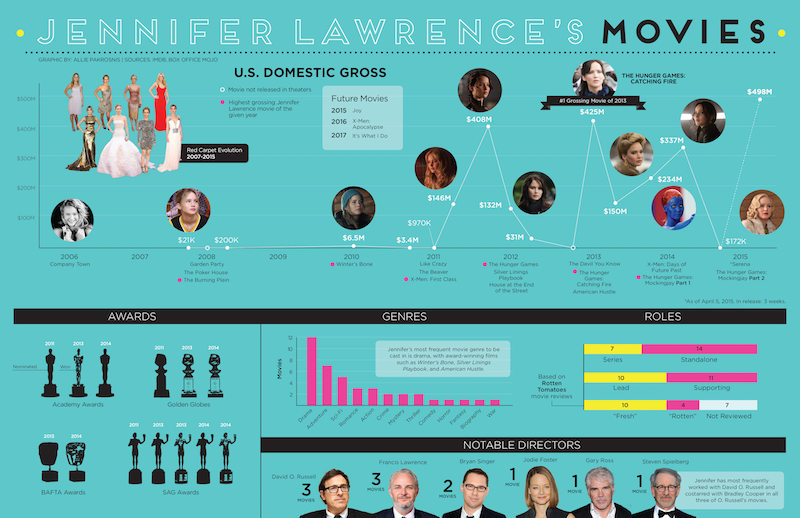 JENNIFER LAWRENCE'S MOVIES
GRAPHIC BY: ALLIE PAKROSNIS | SOURCES: IMDB, BOX OFFICE MOJO
U.S. DOMESTIC GROSS
Movie not released in theaters
Highest grossing Jennifer
Lawrence movie of the
given year
Future Movies
2015 Joy
2016 X-Men:
Apocalypse
2017 It's What I Do
Red Carpet Evolution
2007-2015
#1 Grossing Movie of 2013
THE HUNGER GAMES:
CATCHING FIRE
$500M
$400M
$300M
$200M
$100M
$21K
$200K
$6.5M
$3.4M
$970K
$146M
$408M
$132M
$31M
$425M
$150M
$234M
$337M
$172K
$498M
2006
Company Town
2007
2008
Garden Party
The Poker House
The Burning Plain
2009
2010
Winter's Bone
2011
Like Crazy
The Beaver
X-Men: First Class
2012
The Hunger Games
Silver Linings
Playbook
House at the End
of the Street
2013
The Devil You Know
The Hunger
Games:
Catching Fire
American Hustle
2014
X-Men: Days of
Future Past
The Hunger Games:
Mockingjay Part 1
2015
*Serena
The Hunger Games:
Mockingjay Part 2
*As of April 5, 2015. In release: 3 weeks.
AWARDS
2011 2013 2014
Nominated Won
Academy Awards
2011 2013 2014
Golden Globes
2013 2014
BAFTA Awards
2011 2013 2014 2014
SAG Awards
GENRES
Movies
12
10
8
6
4
2
Jennifer's most frequent movie genre to be
cast in is drama, with award-winning films
such as Winter's Bone, Silver Linings
Playbook, and American Hustle.
Drama
Adventure
Sci-Fi
Romance
Action
Crime
Mystery
Thriller
Comedy
Horror
Fantasy
Biography
War
ROLES
7 14
Series Standalone
10 11
Lead Supporting
Based on
Rotten
Tomatoes
movie reviews
10 4 7
"Fresh" "Rotten" Not Reviewed
NOTABLE DIRECTORS
David O. Russell
3
MOVIES
Francis Lawrence
3
MOVIES
Bryan Singer
2
MOVIES
Jodie Foster
1
MOVIE
Gary Ross
1
MOVIE
Steven Spielberg
1
MOVIE
Jennifer has most frequently
worked with David O. Russell and
costarred with Bradley Cooper in all
three of O. Russell's movies.